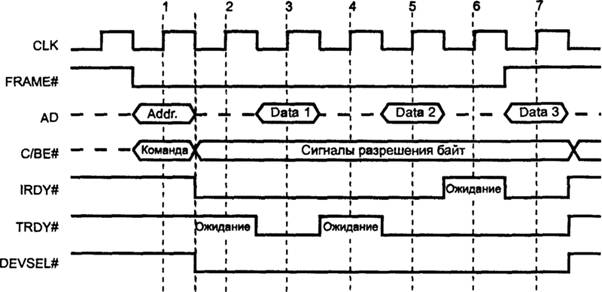 1 2 3 4 5 6 7
CLK
FRAME#
AD Addr. Data 1 Data 2 Data 3
C/BE# Команда Сигналы разрешения байт
IRDY# Ожидание
TRDY# Ожидание Ожидание
DEVSEL#